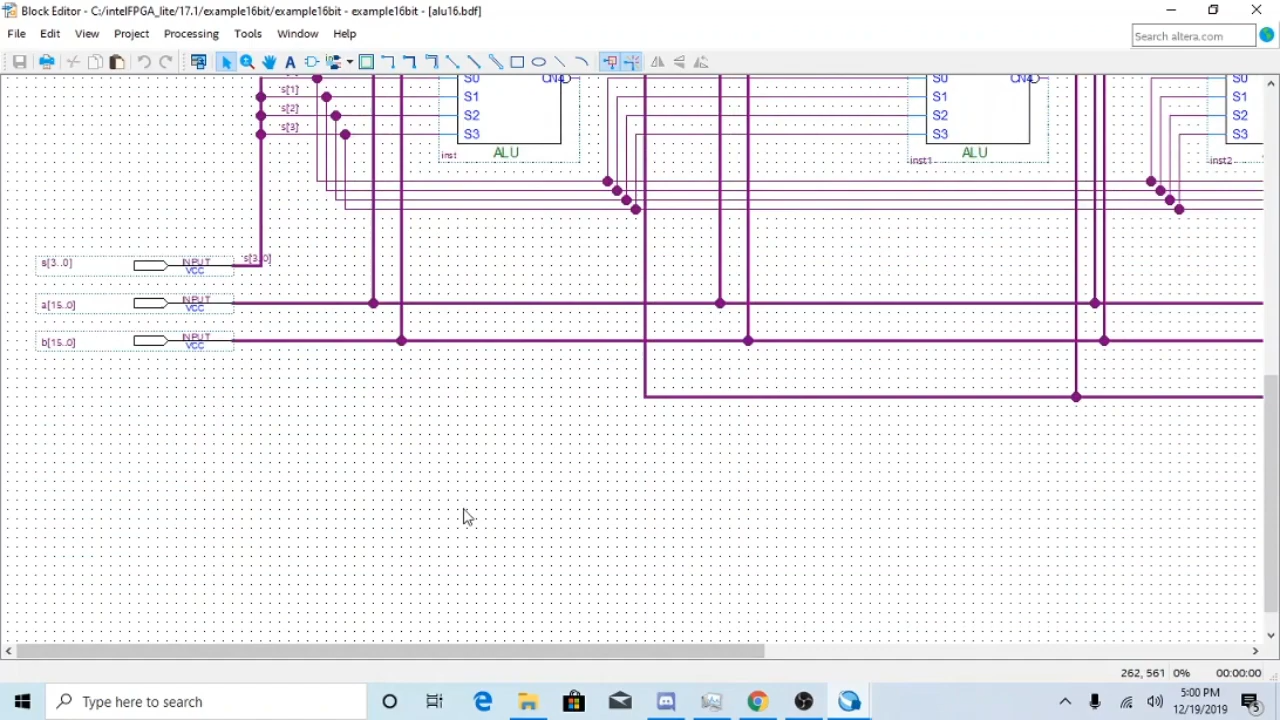 Block Editor - C:/intelFPGA_lite/17.1/example16bit/example16bit - example16bit - [alu16.bdf]
File Edit View Project Processing Tools Window Help
Search altera.com
S0 CN4 S0 CN4 S0
s[1] S1 S1 S1
s[2] S2 S2 S2
s[3] S3 S3 S3
inst ALU inst1 ALU inst2
s[3..0] INPUT VCC s[3..0]
a[15..0] INPUT VCC
b[15..0] INPUT VCC
262, 561 0% 00:00:00
Type here to search
5:00 PM
12/19/2019
5